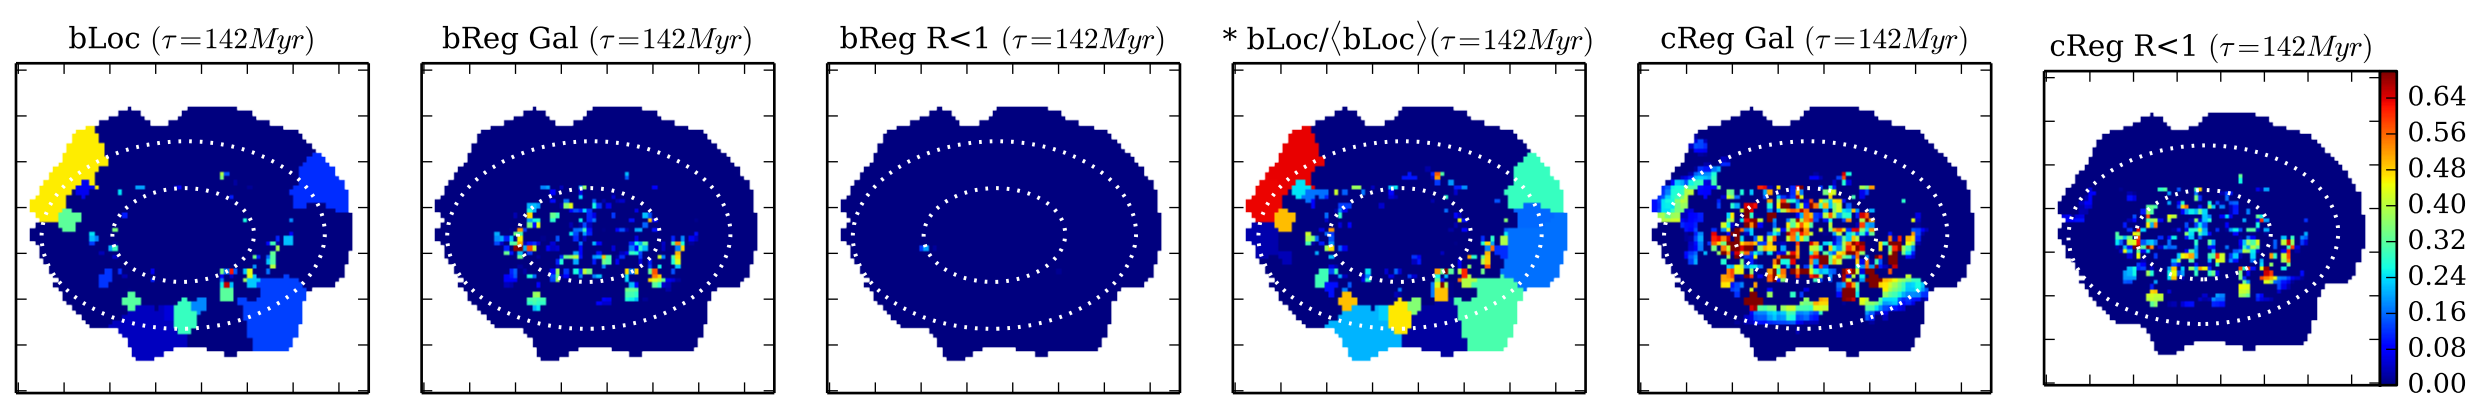 bLoc (τ=142Myr)
bReg Gal (τ=142Myr)
bReg R<1 (τ=142Myr)
* bLoc/⟨bLoc⟩(τ=142Myr)
cReg Gal (τ=142Myr)
cReg R<1 (τ=142Myr)
0.64
0.56
0.48
0.40
0.32
0.24
0.16
0.08
0.00